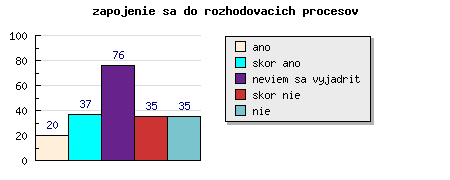 zapojenie sa do rozhodovacich procesov
100
80
60
40
20
0
20
37
76
35
35
ano
skor ano
neviem sa vyjadrit
skor nie
nie